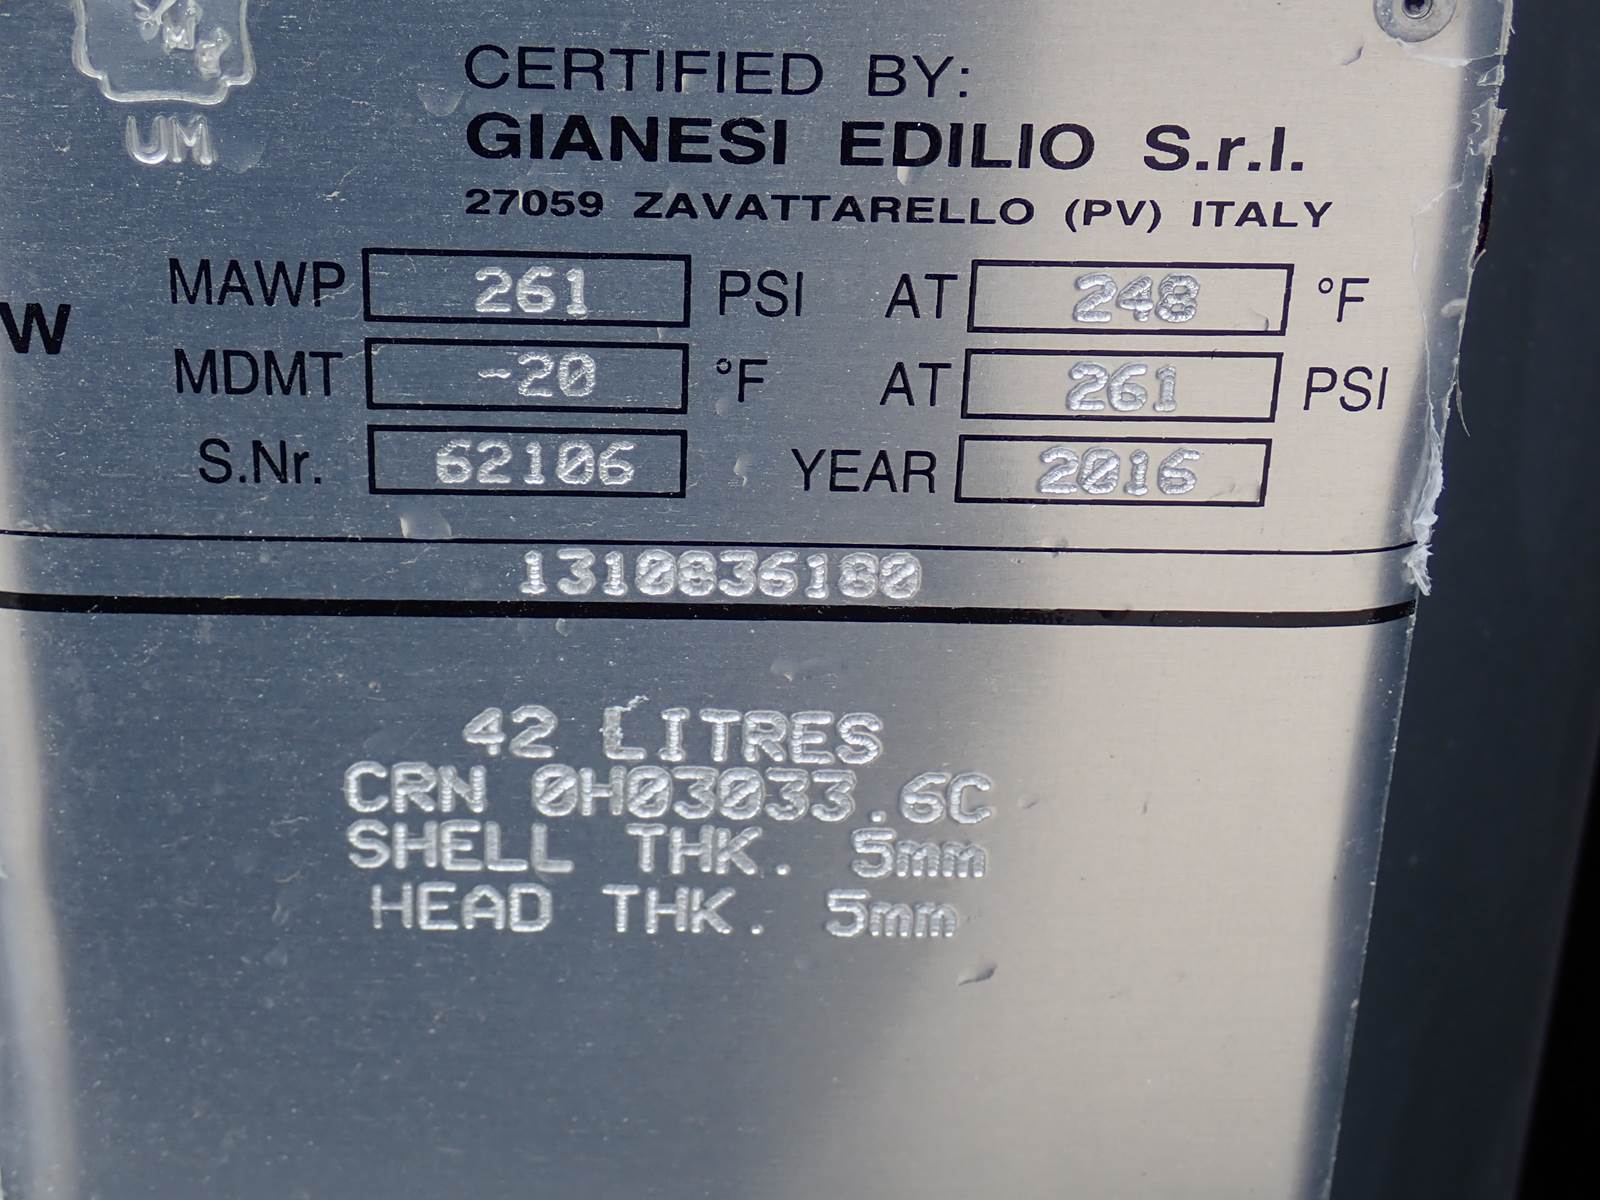 UM
CERTIFIED BY:
GIANESI EDILIO S.r.l.
27059 ZAVATTARELLO (PV) ITALY
W
MAWP 261 PSI AT 248 °F
MDMT -20 °F AT 261 PSI
S.Nr. 62106 YEAR 2016
1310836180
42 LITRES
CRN 0H03033.6C
SHELL THK. 5mm
HEAD THK. 5mm